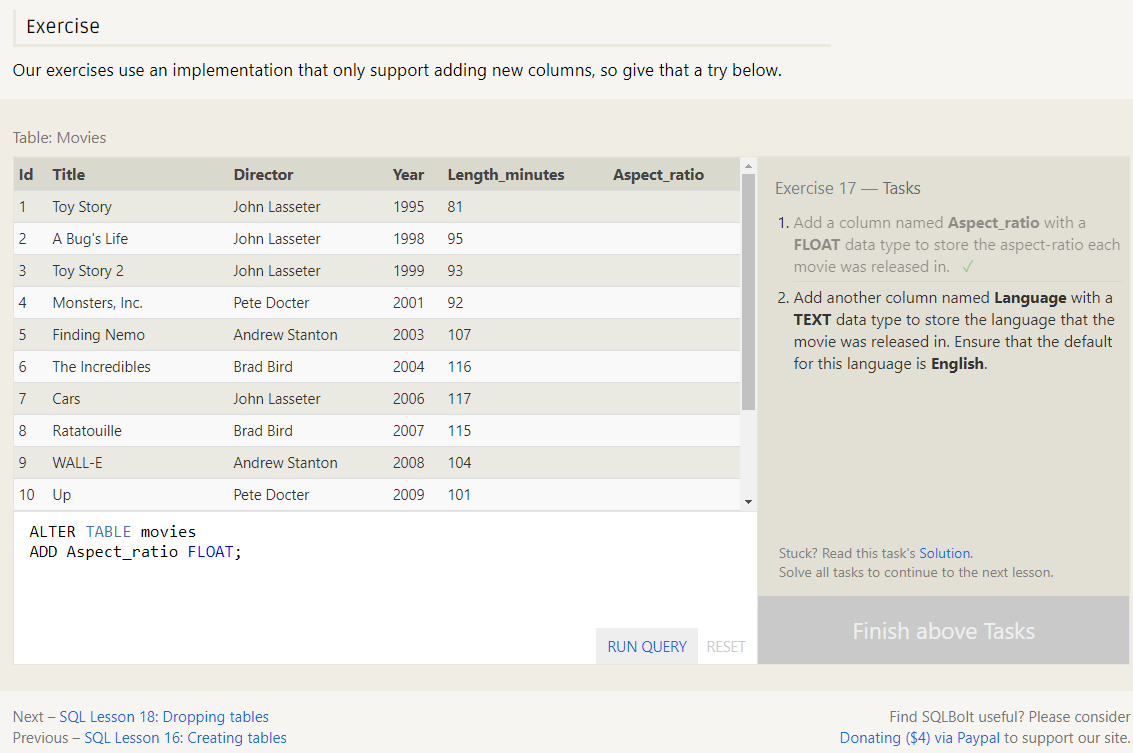 Exercise
Our exercises use an implementation that only support adding new columns, so give that a try below.
Table: Movies
Id Title Director Year Length_minutes Aspect_ratio
1 Toy Story John Lasseter 1995 81
2 A Bug's Life John Lasseter 1998 95
3 Toy Story 2 John Lasseter 1999 93
4 Monsters, Inc. Pete Docter 2001 92
5 Finding Nemo Andrew Stanton 2003 107
6 The Incredibles Brad Bird 2004 116
7 Cars John Lasseter 2006 117
8 Ratatouille Brad Bird 2007 115
9 WALL-E Andrew Stanton 2008 104
10 Up Pete Docter 2009 101
ALTER TABLE movies
ADD Aspect_ratio FLOAT;
RUN QUERY RESET
Exercise 17 — Tasks
1. Add a column named Aspect_ratio with a
FLOAT data type to store the aspect-ratio each
movie was released in. ✓
2. Add another column named Language with a
TEXT data type to store the language that the
movie was released in. Ensure that the default
for this language is English.
Stuck? Read this task's Solution.
Solve all tasks to continue to the next lesson.
Finish above Tasks
Next – SQL Lesson 18: Dropping tables
Previous – SQL Lesson 16: Creating tables
Find SQLBolt useful? Please consider
Donating ($4) via Paypal to support our site.